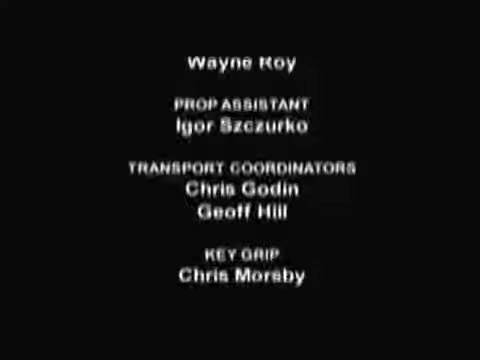 Wayne Roy
PROP ASSISTANT
Igor Szczurko
TRANSPORT COORDINATORS
Chris Godin
Geoff Hill
KEY GRIP
Chris Morsby